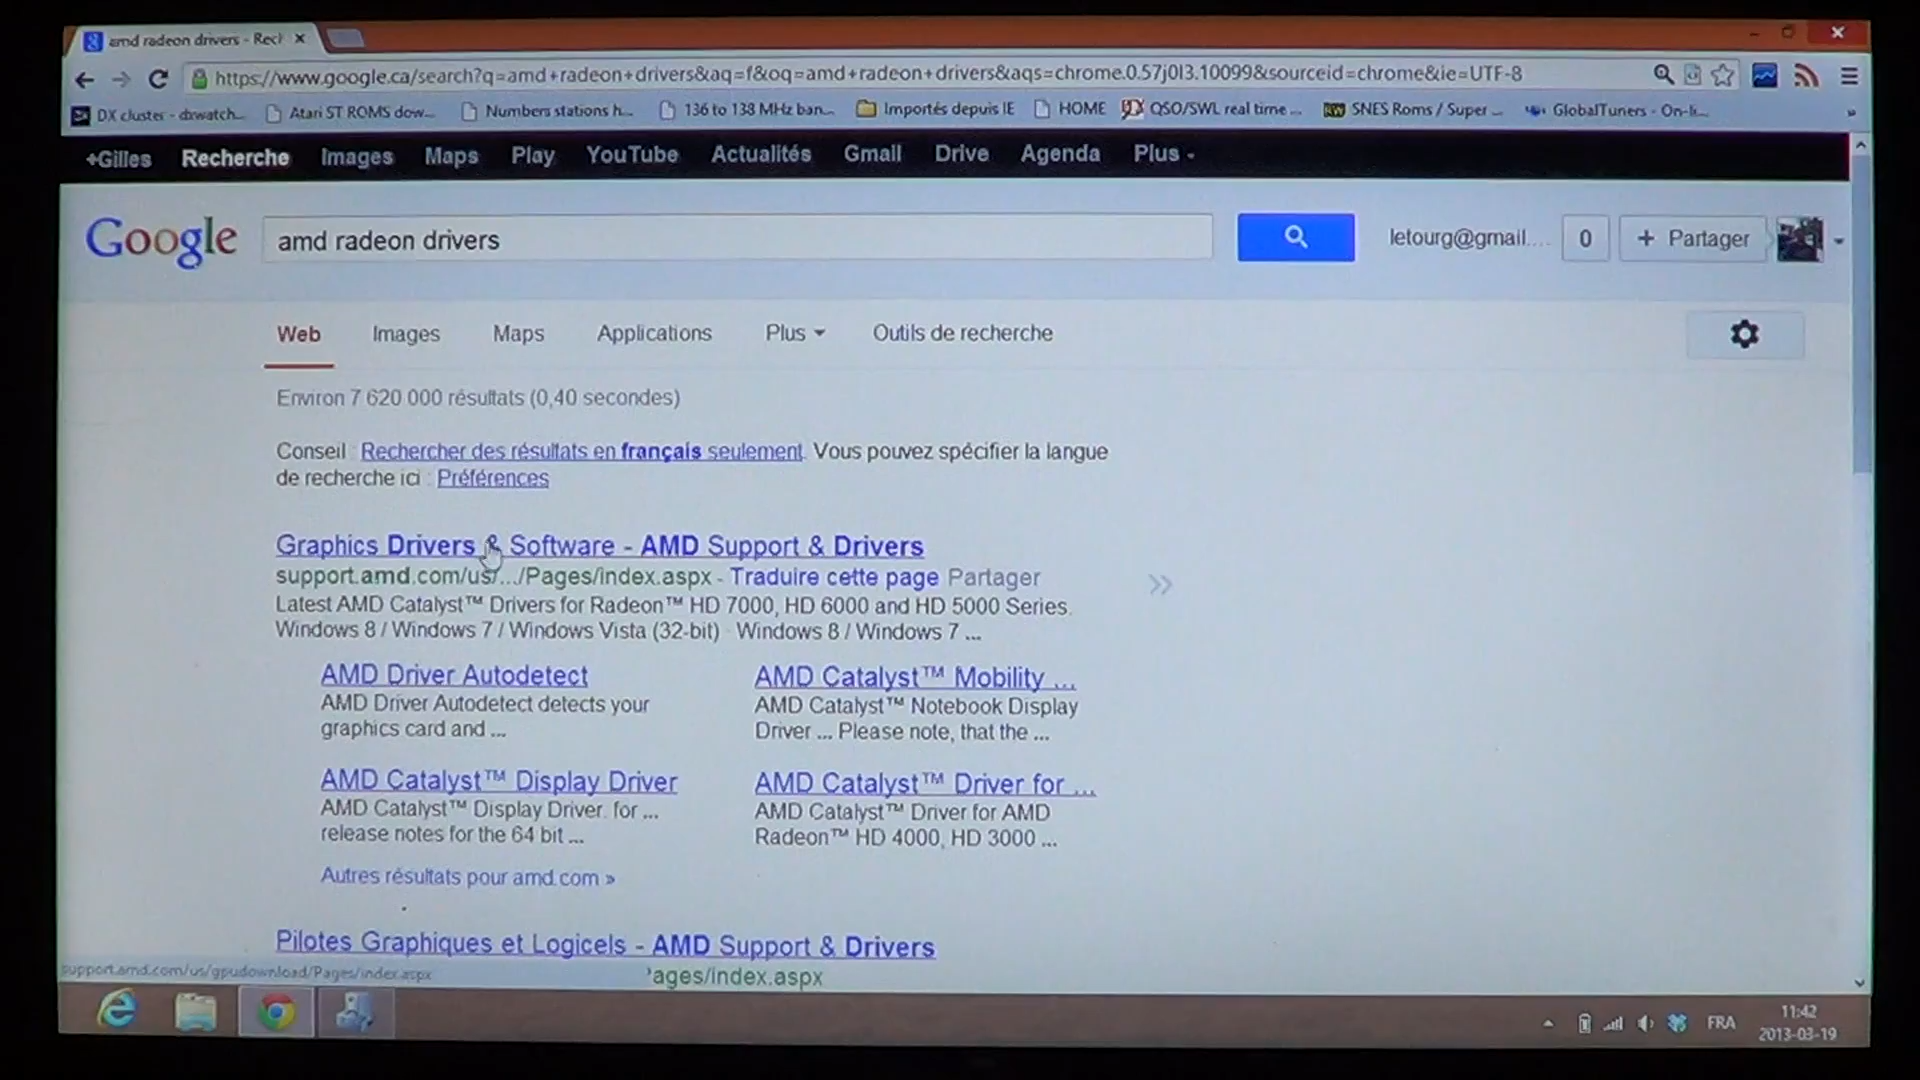 amd radeon drivers - Recl
https://www.google.ca/search?q=amd+radeon+drivers&aq=f&oq=amd+radeon+drivers&aqs=chrome.0.57j0l3.10099&sourceid=chrome&ie=UTF-8
DX cluster - dxwatch... Atari ST ROMS dow... Numbers stations h... 136 to 138 MHz ban... Importés depuis IE HOME QSO/SWL real time ... SNES Roms / Super ... GlobalTuners - On-li...
+Gilles Recherche Images Maps Play YouTube Actualités Gmail Drive Agenda Plus
Google amd radeon drivers letourg@gmail.... 0 + Partager
Web Images Maps Applications Plus Outils de recherche
Environ 7 620 000 résultats (0,40 secondes)
Conseil : Rechercher des résultats en français seulement. Vous pouvez spécifier la langue
de recherche ici : Préférences
Graphics Drivers & Software - AMD Support & Drivers
support.amd.com/us/.../Pages/index.aspx - Traduire cette page Partager
Latest AMD Catalyst™ Drivers for Radeon™ HD 7000, HD 6000 and HD 5000 Series.
Windows 8 / Windows 7 / Windows Vista (32-bit) · Windows 8 / Windows 7 ...
AMD Driver Autodetect
AMD Driver Autodetect detects your
graphics card and ...
AMD Catalyst™ Mobility ...
AMD Catalyst™ Notebook Display
Driver ... Please note, that the ...
AMD Catalyst™ Display Driver
AMD Catalyst™ Display Driver. for ...
release notes for the 64 bit ...
AMD Catalyst™ Driver for ...
AMD Catalyst™ Driver for AMD
Radeon™ HD 4000, HD 3000 ...
Autres résultats pour amd.com »
Pilotes Graphiques et Logicels - AMD Support & Drivers
support.amd.com/us/gpudownload/Pages/index.aspx
ages/index.aspx
FRA
11:42
2013-03-19